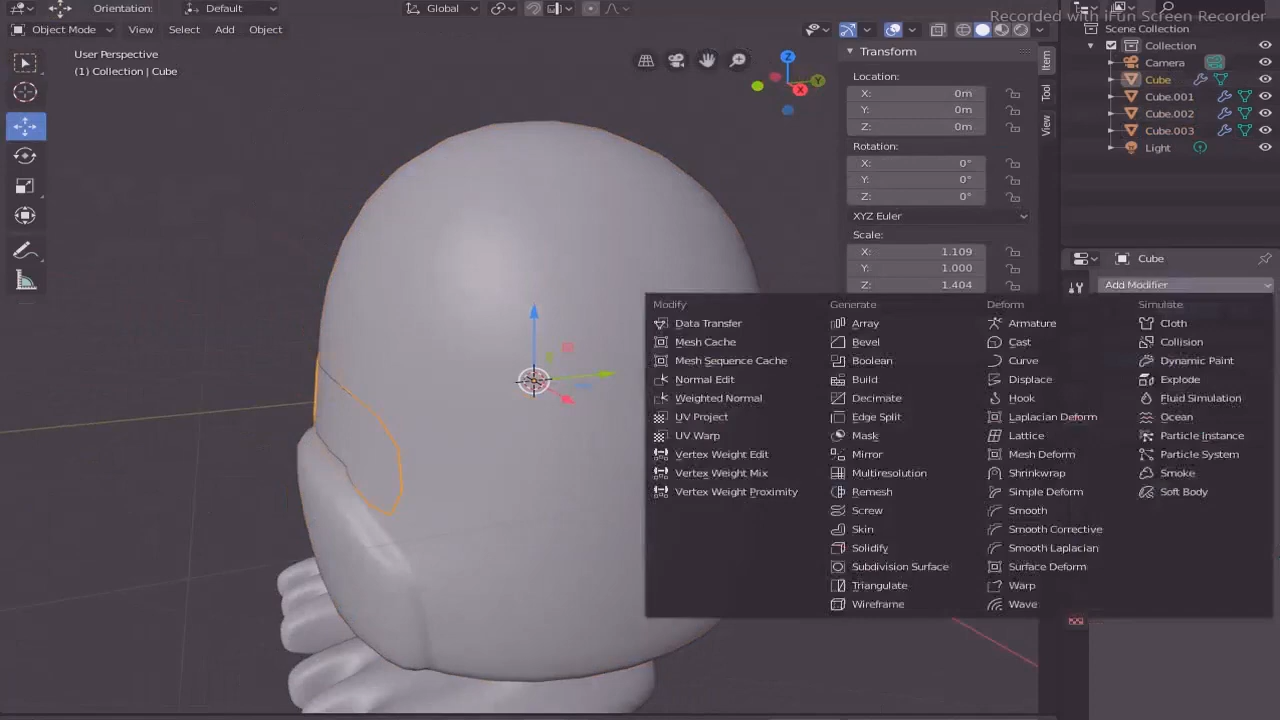 Orientation:
Default
Global
Recorded with iFun Screen Recorder
Object Mode
View
Select
Add
Object
Scene Collection
User Perspective
(1) Collection | Cube
Transform
Item
Tool
View
Z
Y
X
Location:
X: 0m
Y: 0m
Z: 0m
Rotation:
X: 0°
Y: 0°
Z: 0°
XYZ Euler
Scale:
X: 1.109
Y: 1.000
Z: 1.404
Collection
Camera
Cube
Cube.001
Cube.002
Cube.003
Light
Cube
Add Modifier
Modify
Data Transfer
Mesh Cache
Mesh Sequence Cache
Normal Edit
Weighted Normal
UV Project
UV Warp
Vertex Weight Edit
Vertex Weight Mix
Vertex Weight Proximity
Generate
Array
Bevel
Boolean
Build
Decimate
Edge Split
Mask
Mirror
Multiresolution
Remesh
Screw
Skin
Solidify
Subdivision Surface
Triangulate
Wireframe
Deform
Armature
Cast
Curve
Displace
Hook
Laplacian Deform
Lattice
Mesh Deform
Shrinkwrap
Simple Deform
Smooth
Smooth Corrective
Smooth Laplacian
Surface Deform
Warp
Wave
Simulate
Cloth
Collision
Dynamic Paint
Explode
Fluid Simulation
Ocean
Particle Instance
Particle System
Smoke
Soft Body